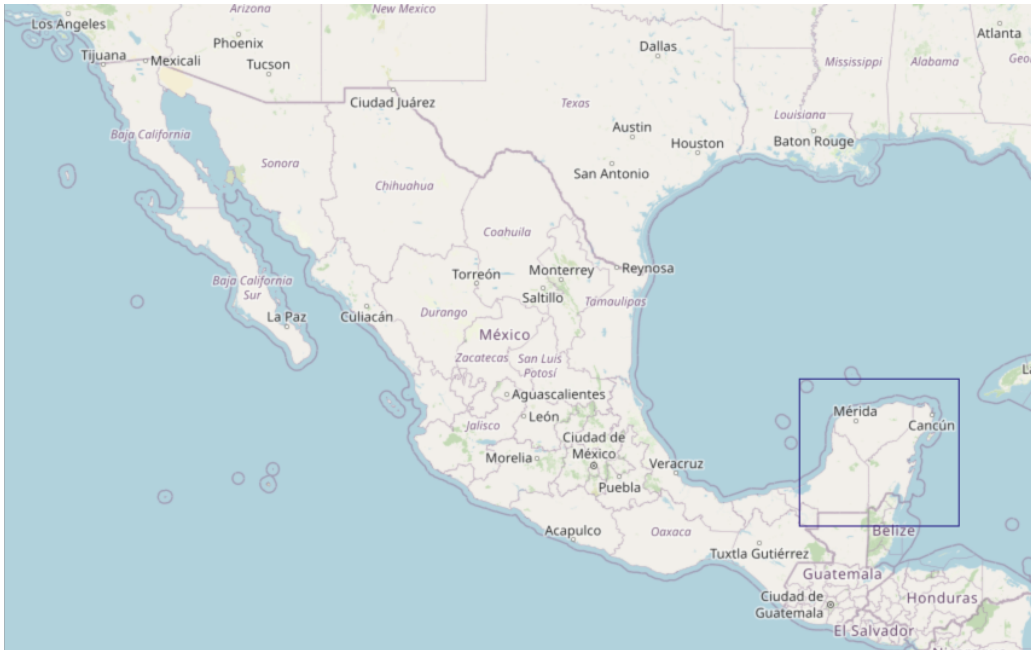 Arizona
New Mexico
Los Angeles
Atlanta
Phoenix
Dallas
Tijuana
Mexicali
Mississippi
Alabama
Tucson
Ciudad Juárez
Texas
Louisiana
Baja California
Austin
Houston
Baton Rouge
Sonora
San Antonio
Chihuahua
Coahuila
Torreón
Monterrey
Reynosa
Baja California
Sur
Saltillo
Tamaulipas
La Paz
Culiacán
Durango
México
Zacatecas
San Luis
Potosí
Aguascalientes
León
Mérida
Cancún
Jalisco
Ciudad de
México
Morelia
Veracruz
Puebla
Acapulco
Oaxaca
Belize
Tuxtla Gutiérrez
Guatemala
Ciudad de
Guatemala
Honduras
El Salvador